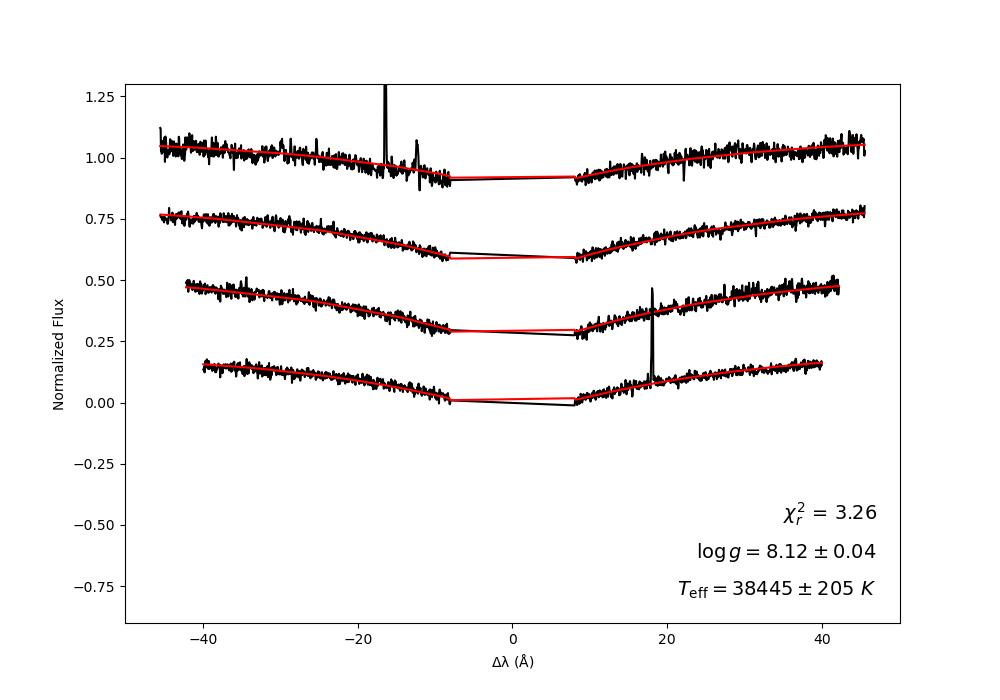 1.25
1.00
0.75
0.50
0.25
0.00
−0.25
−0.50
−0.75
Normalized Flux
χ²ᵣ = 3.26
log g = 8.12 ± 0.04
T_eff = 38445 ± 205 K
−40 −20 0 20 40
Δλ (Å)